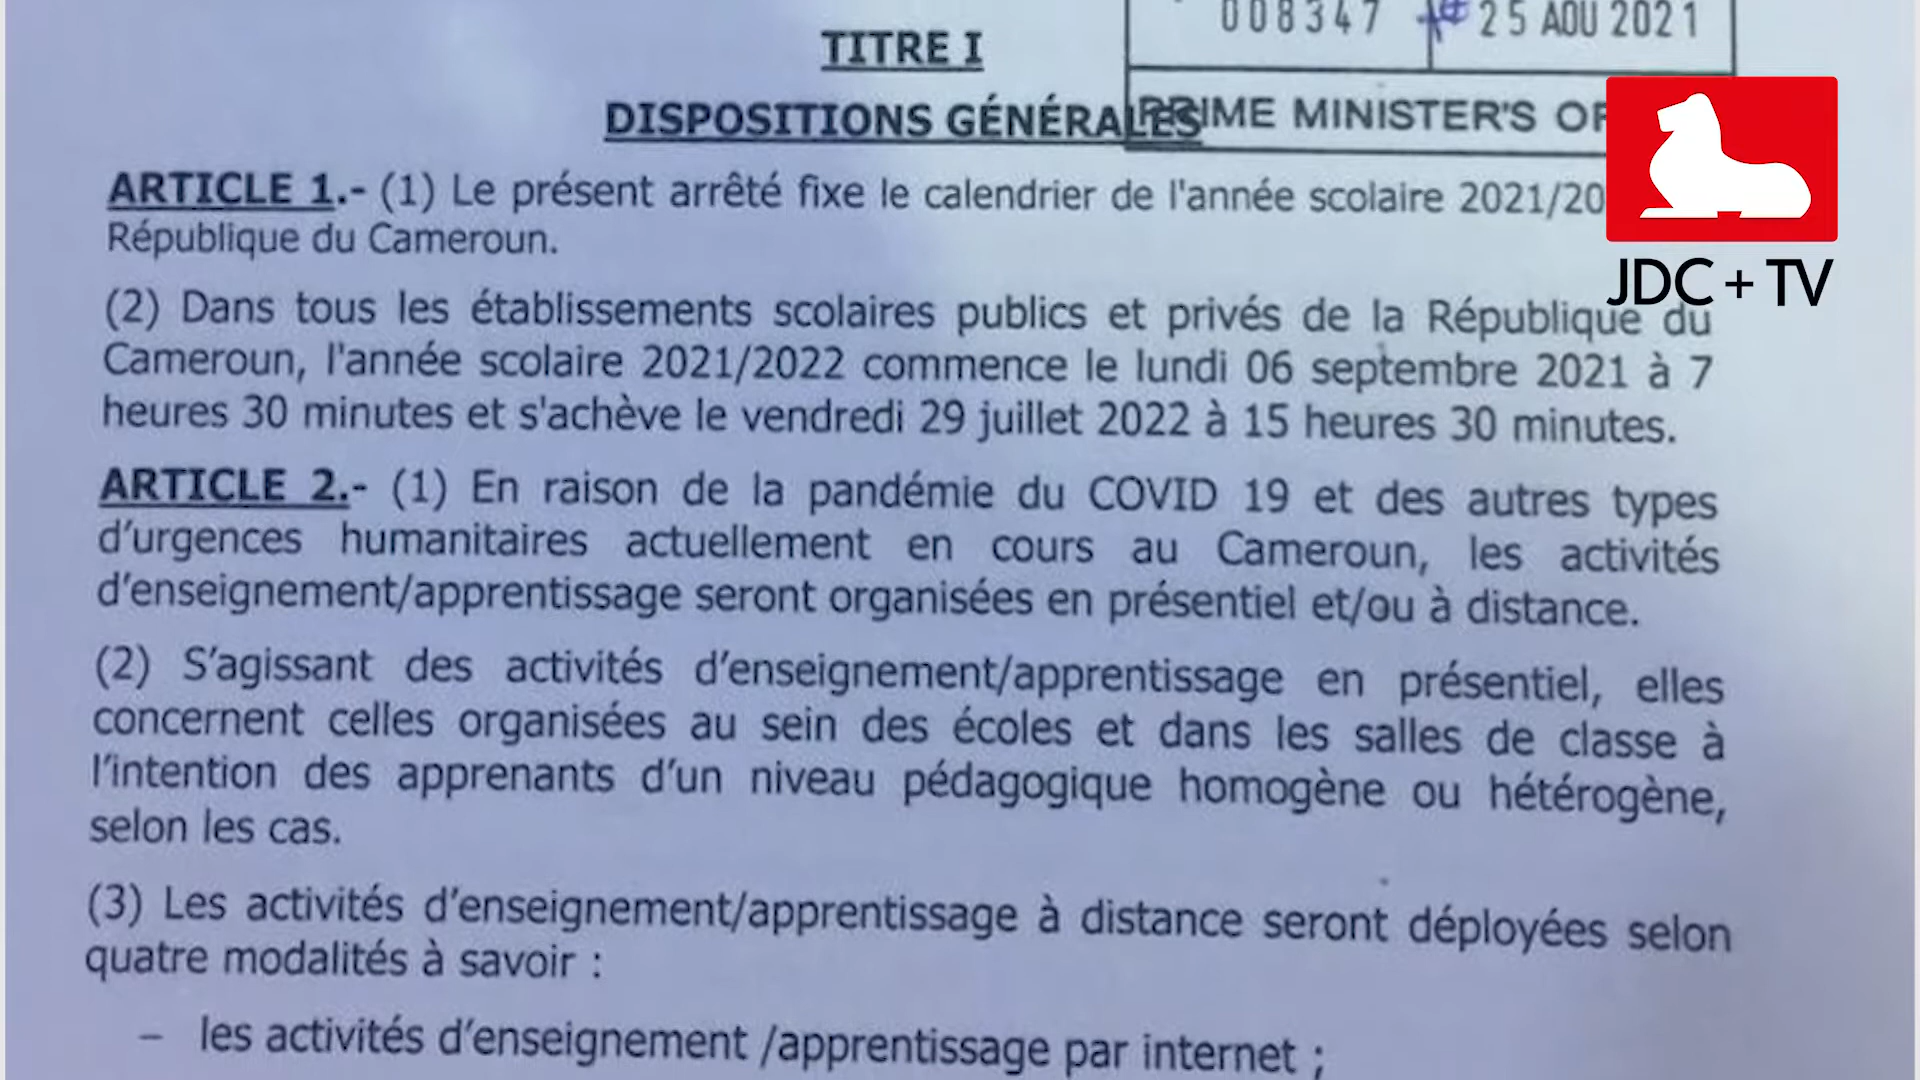 008347 25 AOU 2021
TITRE I
PRIME MINISTER'S
DISPOSITIONS GÉNÉRALES
ARTICLE 1.- (1) Le présent arrêté fixe le calendrier de l'année scolaire 2021/20
République du Cameroun.
JDC+TV
(2) Dans tous les établissements scolaires publics et privés de la République du
Cameroun, l'année scolaire 2021/2022 commence le lundi 06 septembre 2021 à 7
heures 30 minutes et s'achève le vendredi 29 juillet 2022 à 15 heures 30 minutes.
ARTICLE 2.- (1) En raison de la pandémie du COVID 19 et des autres types
d'urgences humanitaires actuellement en cours au Cameroun, les activités
d'enseignement/apprentissage seront organisées en présentiel et/ou à distance.
(2) S'agissant des activités d'enseignement/apprentissage en présentiel, elles
concernent celles organisées au sein des écoles et dans les salles de classe à
l'intention des apprenants d'un niveau pédagogique homogène ou hétérogène,
selon les cas.
(3) Les activités d'enseignement/apprentissage à distance seront déployées selon
quatre modalités à savoir :
– les activités d'enseignement /apprentissage par internet ;